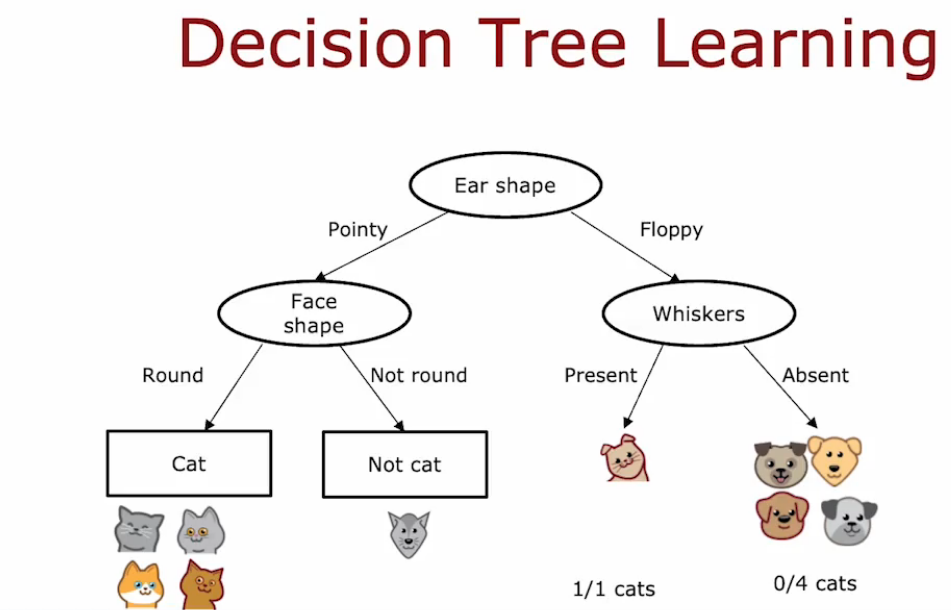 Decision Tree Learning
Ear shape
Pointy
Floppy
Face
shape
Whiskers
Round
Not round
Present
Absent
Cat
Not cat
1/1 cats
0/4 cats